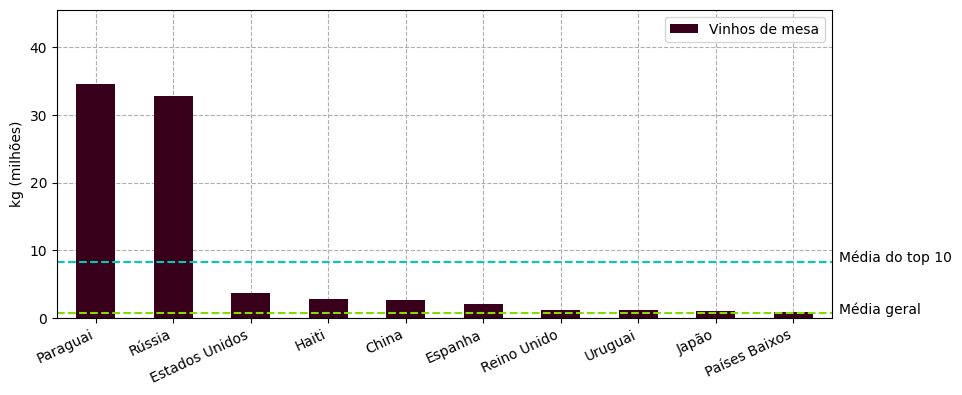 Vinhos de mesa
kg (milhões)
40
30
20
10
0
Média do top 10
Média geral
Paraguai
Rússia
Estados Unidos
Haiti
China
Espanha
Reino Unido
Uruguai
Japão
Países Baixos